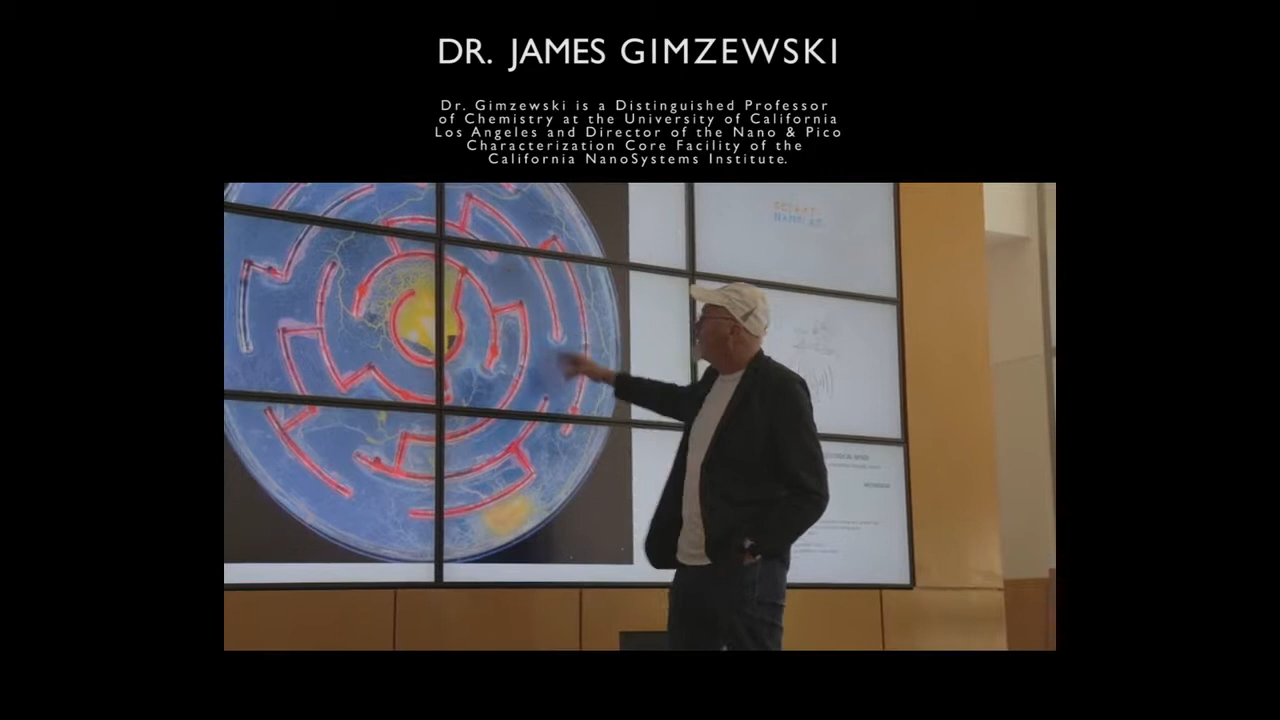 DR. JAMES GIMZEWSKI
Dr. Gimzewski is a Distinguished Professor
of Chemistry at the University of California
Los Angeles and Director of the Nano & Pico
Characterization Core Facility of the
California NanoSystems Institute.